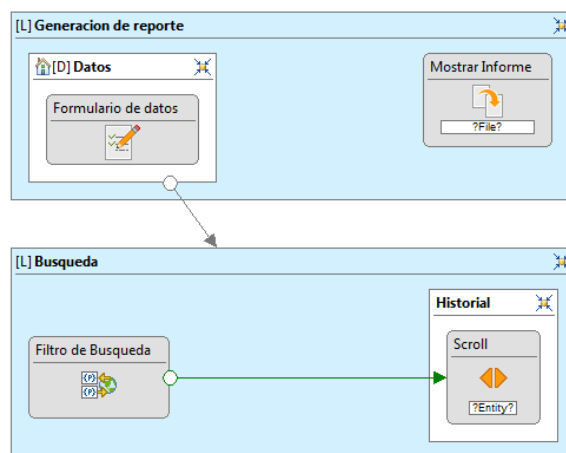 [L] Generacion de reporte
[D] Datos
Formulario de datos
Mostrar Informe
?File?
[L] Busqueda
Filtro de Busqueda
Historial
Scroll
?Entity?